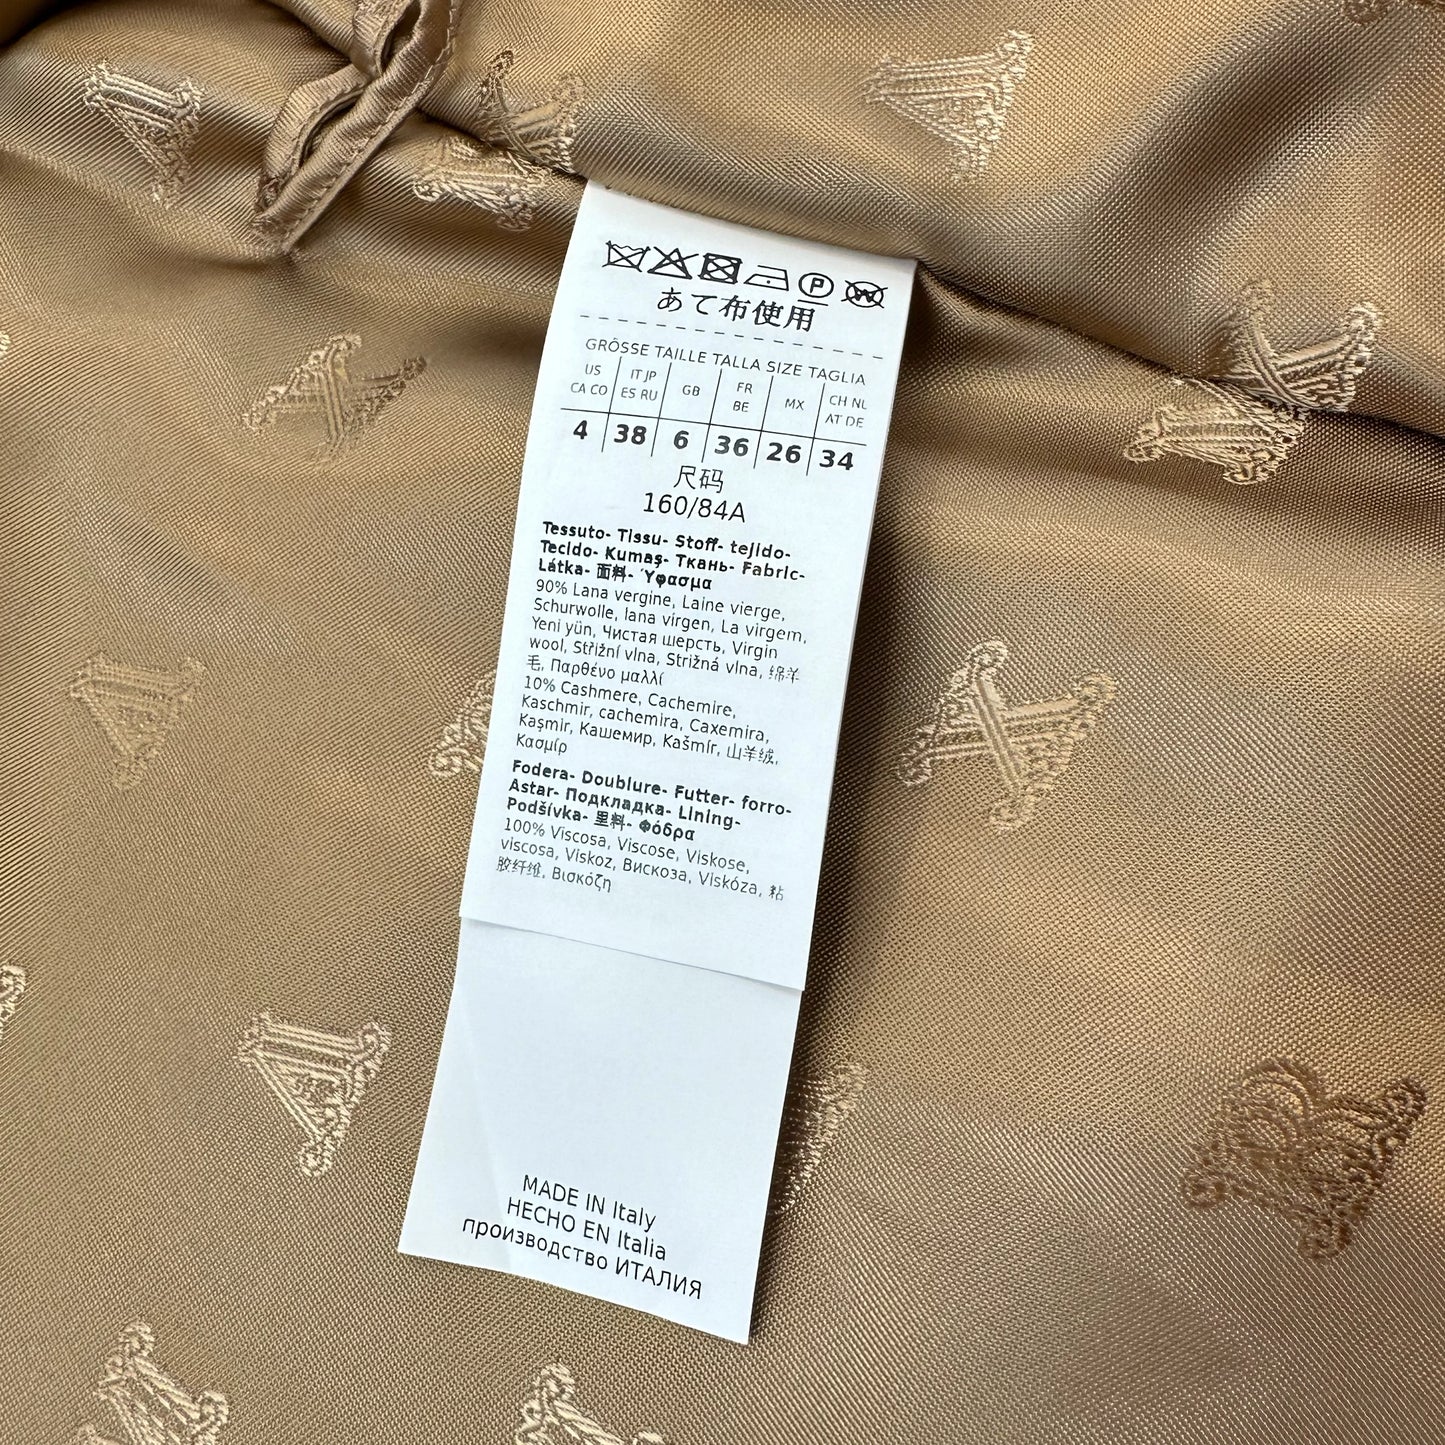 P
W
あて布使用
GRÖSSE TAILLE TALLA SIZE TAGLIA
US IT JP GB FR MX CH NL
CA CO ES RU BE AT DE
4 38 6 36 26 34
尺码
160/84A
Tessuto- Tissu- Stoff- tejido-
Tecido- Kumaş- Ткань- Fabric-
Látka- 面料- Ύφασμα
90% Lana vergine, Laine vierge,
Schurwolle, lana virgen, La virgem,
Yeni yün, Чистая шерсть, Virgin
wool, Střižní vlna, Strižná vlna, 绵羊
毛, Παρθένο μαλλί
10% Cashmere, Cachemire,
Kaschmir, cachemira, Caxemira,
Kaşmir, Кашемир, Kašmír, 山羊绒,
Κασμίρ
Fodera- Doublure- Futter- forro-
Astar- Подкладка- Lining-
Podšívka- 里料- Φόδρα
100% Viscosa, Viscose, Viskose,
viscosa, Viskoz, Вискоза, Viskóza, 粘
胶纤维, Βισκόζη
MADE IN Italy
HECHO EN Italia
производство ИТАЛИЯ